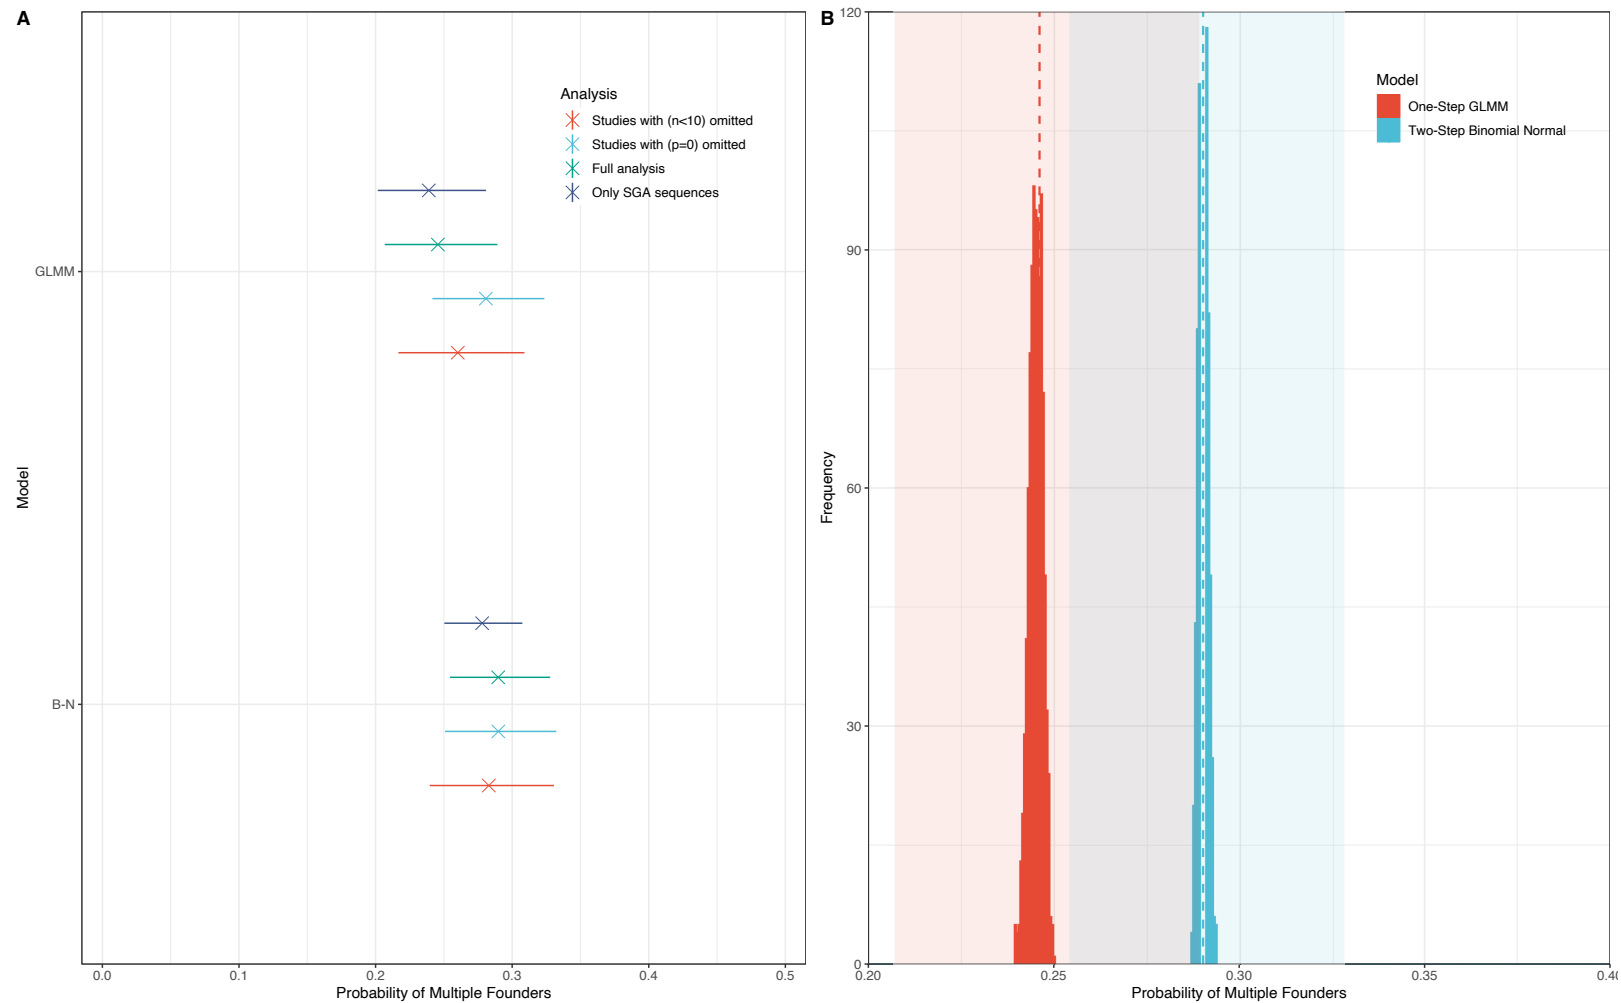 A
Analysis
Studies with (n<10) omitted
Studies with (p=0) omitted
Full analysis
Only SGA sequences
GLMM
B-N
Model
0.0 0.1 0.2 0.3 0.4 0.5
Probability of Multiple Founders
B
120
90
60
30
0
Frequency
Model
One-Step GLMM
Two-Step Binomial Normal
0.20 0.25 0.30 0.35 0.40
Probability of Multiple Founders